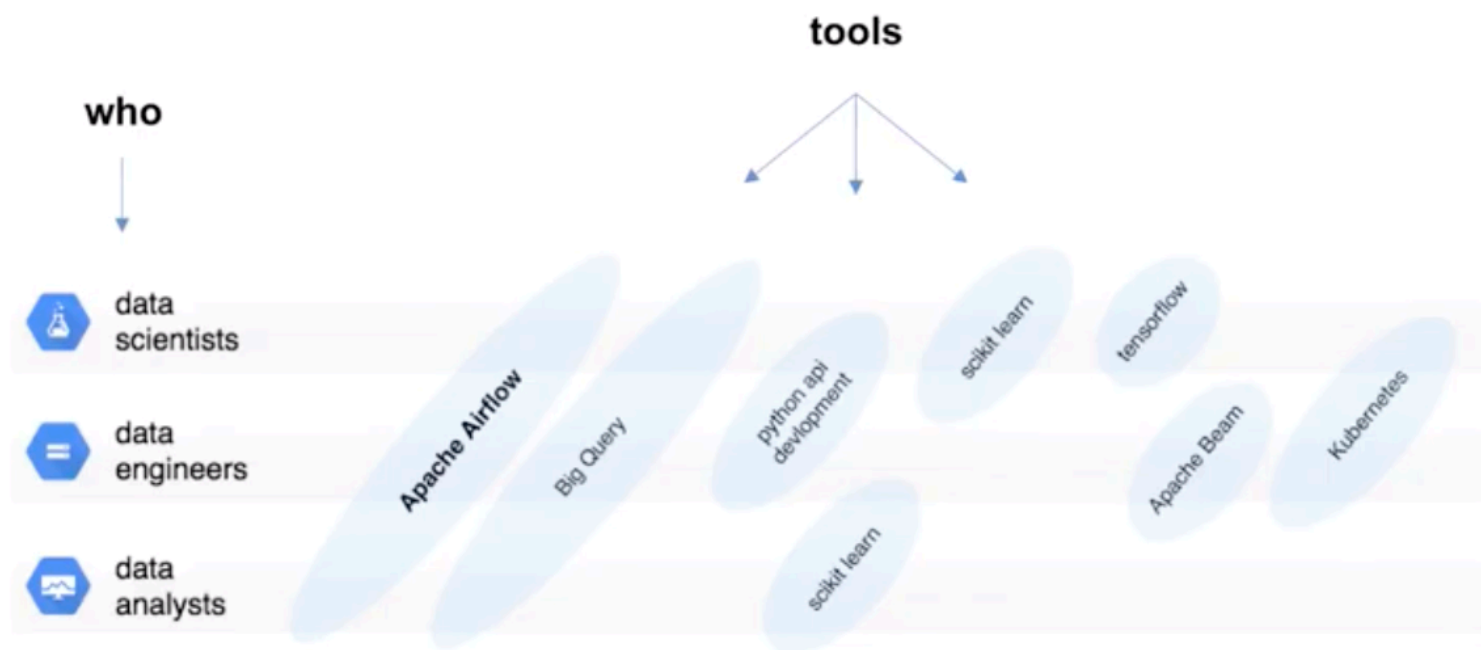 tools
who
data
scientists
data
engineers
data
analysts
Apache Airflow
Big Query
python api
devlopment
scikit learn
scikit learn
tensorflow
Apache Beam
Kubernetes